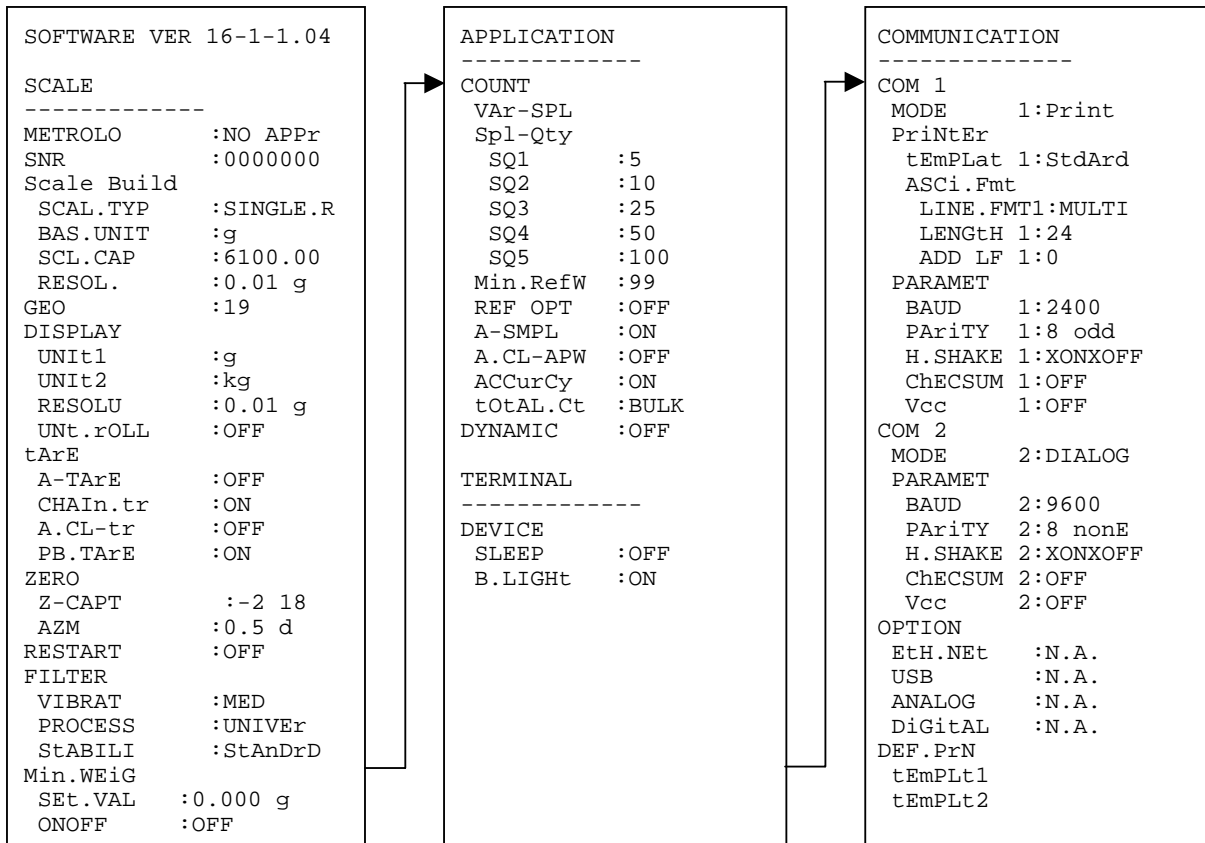 SOFTWARE VER 16-1-1.04
SCALE
-------------
METROLO :NO APPr
SNR :0000000
Scale Build
SCAL.TYP :SINGLE.R
BAS.UNIT :g
SCL.CAP :6100.00
RESOL. :0.01 g
GEO :19
DISPLAY
UNIt1 :g
UNIt2 :kg
RESOLU :0.01 g
UNt.rOLL :OFF
tArE
A-TArE :OFF
CHAIn.tr :ON
A.CL-tr :OFF
PB.TArE :ON
ZERO
Z-CAPT :-2 18
AZM :0.5 d
RESTART :OFF
FILTER
VIBRAT :MED
PROCESS :UNIVEr
StABILI :StAnDrD
Min.WEiG
SEt.VAL :0.000 g
ONOFF :OFF
APPLICATION
-------------
COUNT
VAr-SPL
Spl-Qty
SQ1 :5
SQ2 :10
SQ3 :25
SQ4 :50
SQ5 :100
Min.RefW :99
REF OPT :OFF
A-SMPL :ON
A.CL-APW :OFF
ACCurCy :ON
tOtAL.Ct :BULK
DYNAMIC :OFF
TERMINAL
-------------
DEVICE
SLEEP :OFF
B.LIGHt :ON
COMMUNICATION
--------------
COM 1
MODE 1:Print
PriNtEr
tEmPLat 1:StdArd
ASCi.Fmt
LINE.FMT1:MULTI
LENGtH 1:24
ADD LF 1:0
PARAMET
BAUD 1:2400
PAriTY 1:8 odd
H.SHAKE 1:XONXOFF
ChECSUM 1:OFF
Vcc 1:OFF
COM 2
MODE 2:DIALOG
PARAMET
BAUD 2:9600
PAriTY 2:8 nonE
H.SHAKE 2:XONXOFF
ChECSUM 2:OFF
Vcc 2:OFF
OPTION
EtH.NEt :N.A.
USB :N.A.
ANALOG :N.A.
DiGitAL :N.A.
DEF.PrN
tEmPLt1
tEmPLt2